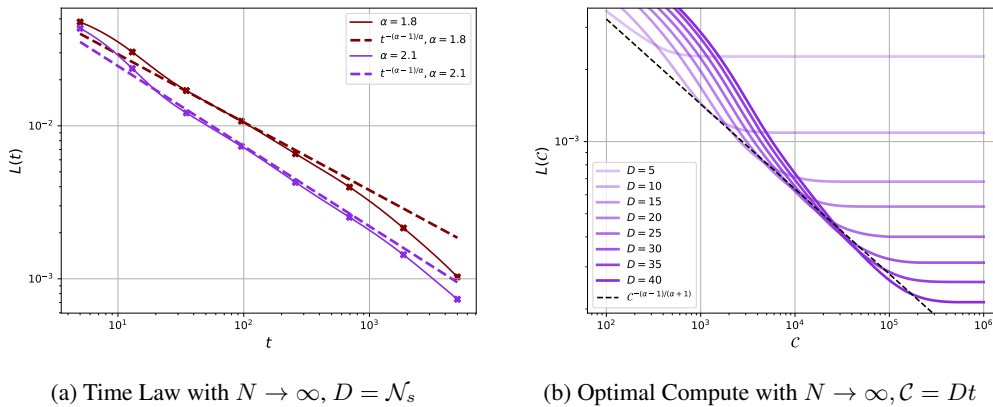 α = 1.8
t^{-(α-1)/α}, α = 1.8
α = 2.1
t^{-(α-1)/α}, α = 2.1
10^{-2}
10^{-3}
L(t)
10^1
10^2
10^3
t
10^{-3}
L(C)
D = 5
D = 10
D = 15
D = 20
D = 25
D = 30
D = 35
D = 40
C^{-(α-1)/(α+1)}
10^2
10^3
10^4
10^5
10^6
C
(a) Time Law with N → ∞, D = N_s
(b) Optimal Compute with N → ∞, C = Dt